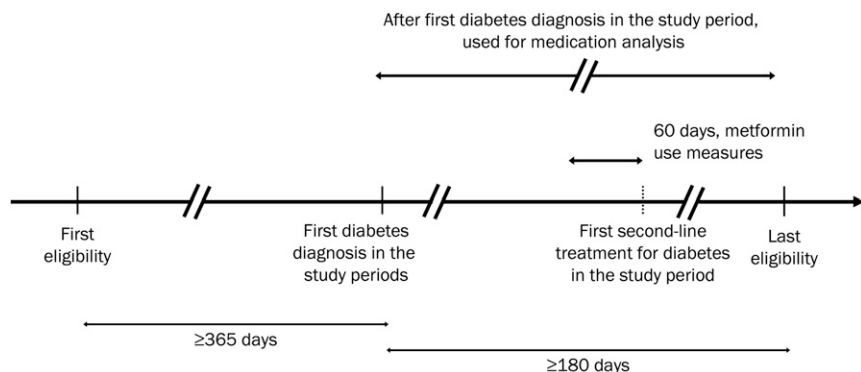 After first diabetes diagnosis in the study period,
used for medication analysis
60 days, metformin
use measures
First
eligibility
First diabetes
diagnosis in the
study periods
First second-line
treatment for diabetes
in the study period
Last
eligibility
≥365 days
≥180 days